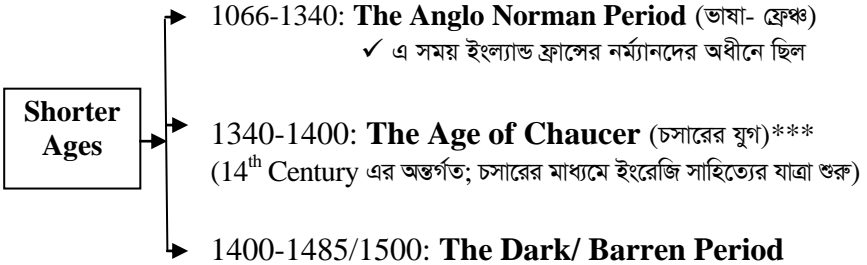 1066-1340: The Anglo Norman Period (ভাষা- ফ্রেঞ্চ)
✓ এ সময় ইংল্যান্ড ফ্রান্সের নর্ম্যানদের অধীনে ছিল
Shorter
Ages
1340-1400: The Age of Chaucer (চসারের যুগ)***
(14th Century এর অন্তর্গত; চসারের মাধ্যমে ইংরেজি সাহিত্যের যাত্রা শুরু)
1400-1485/1500: The Dark/ Barren Period